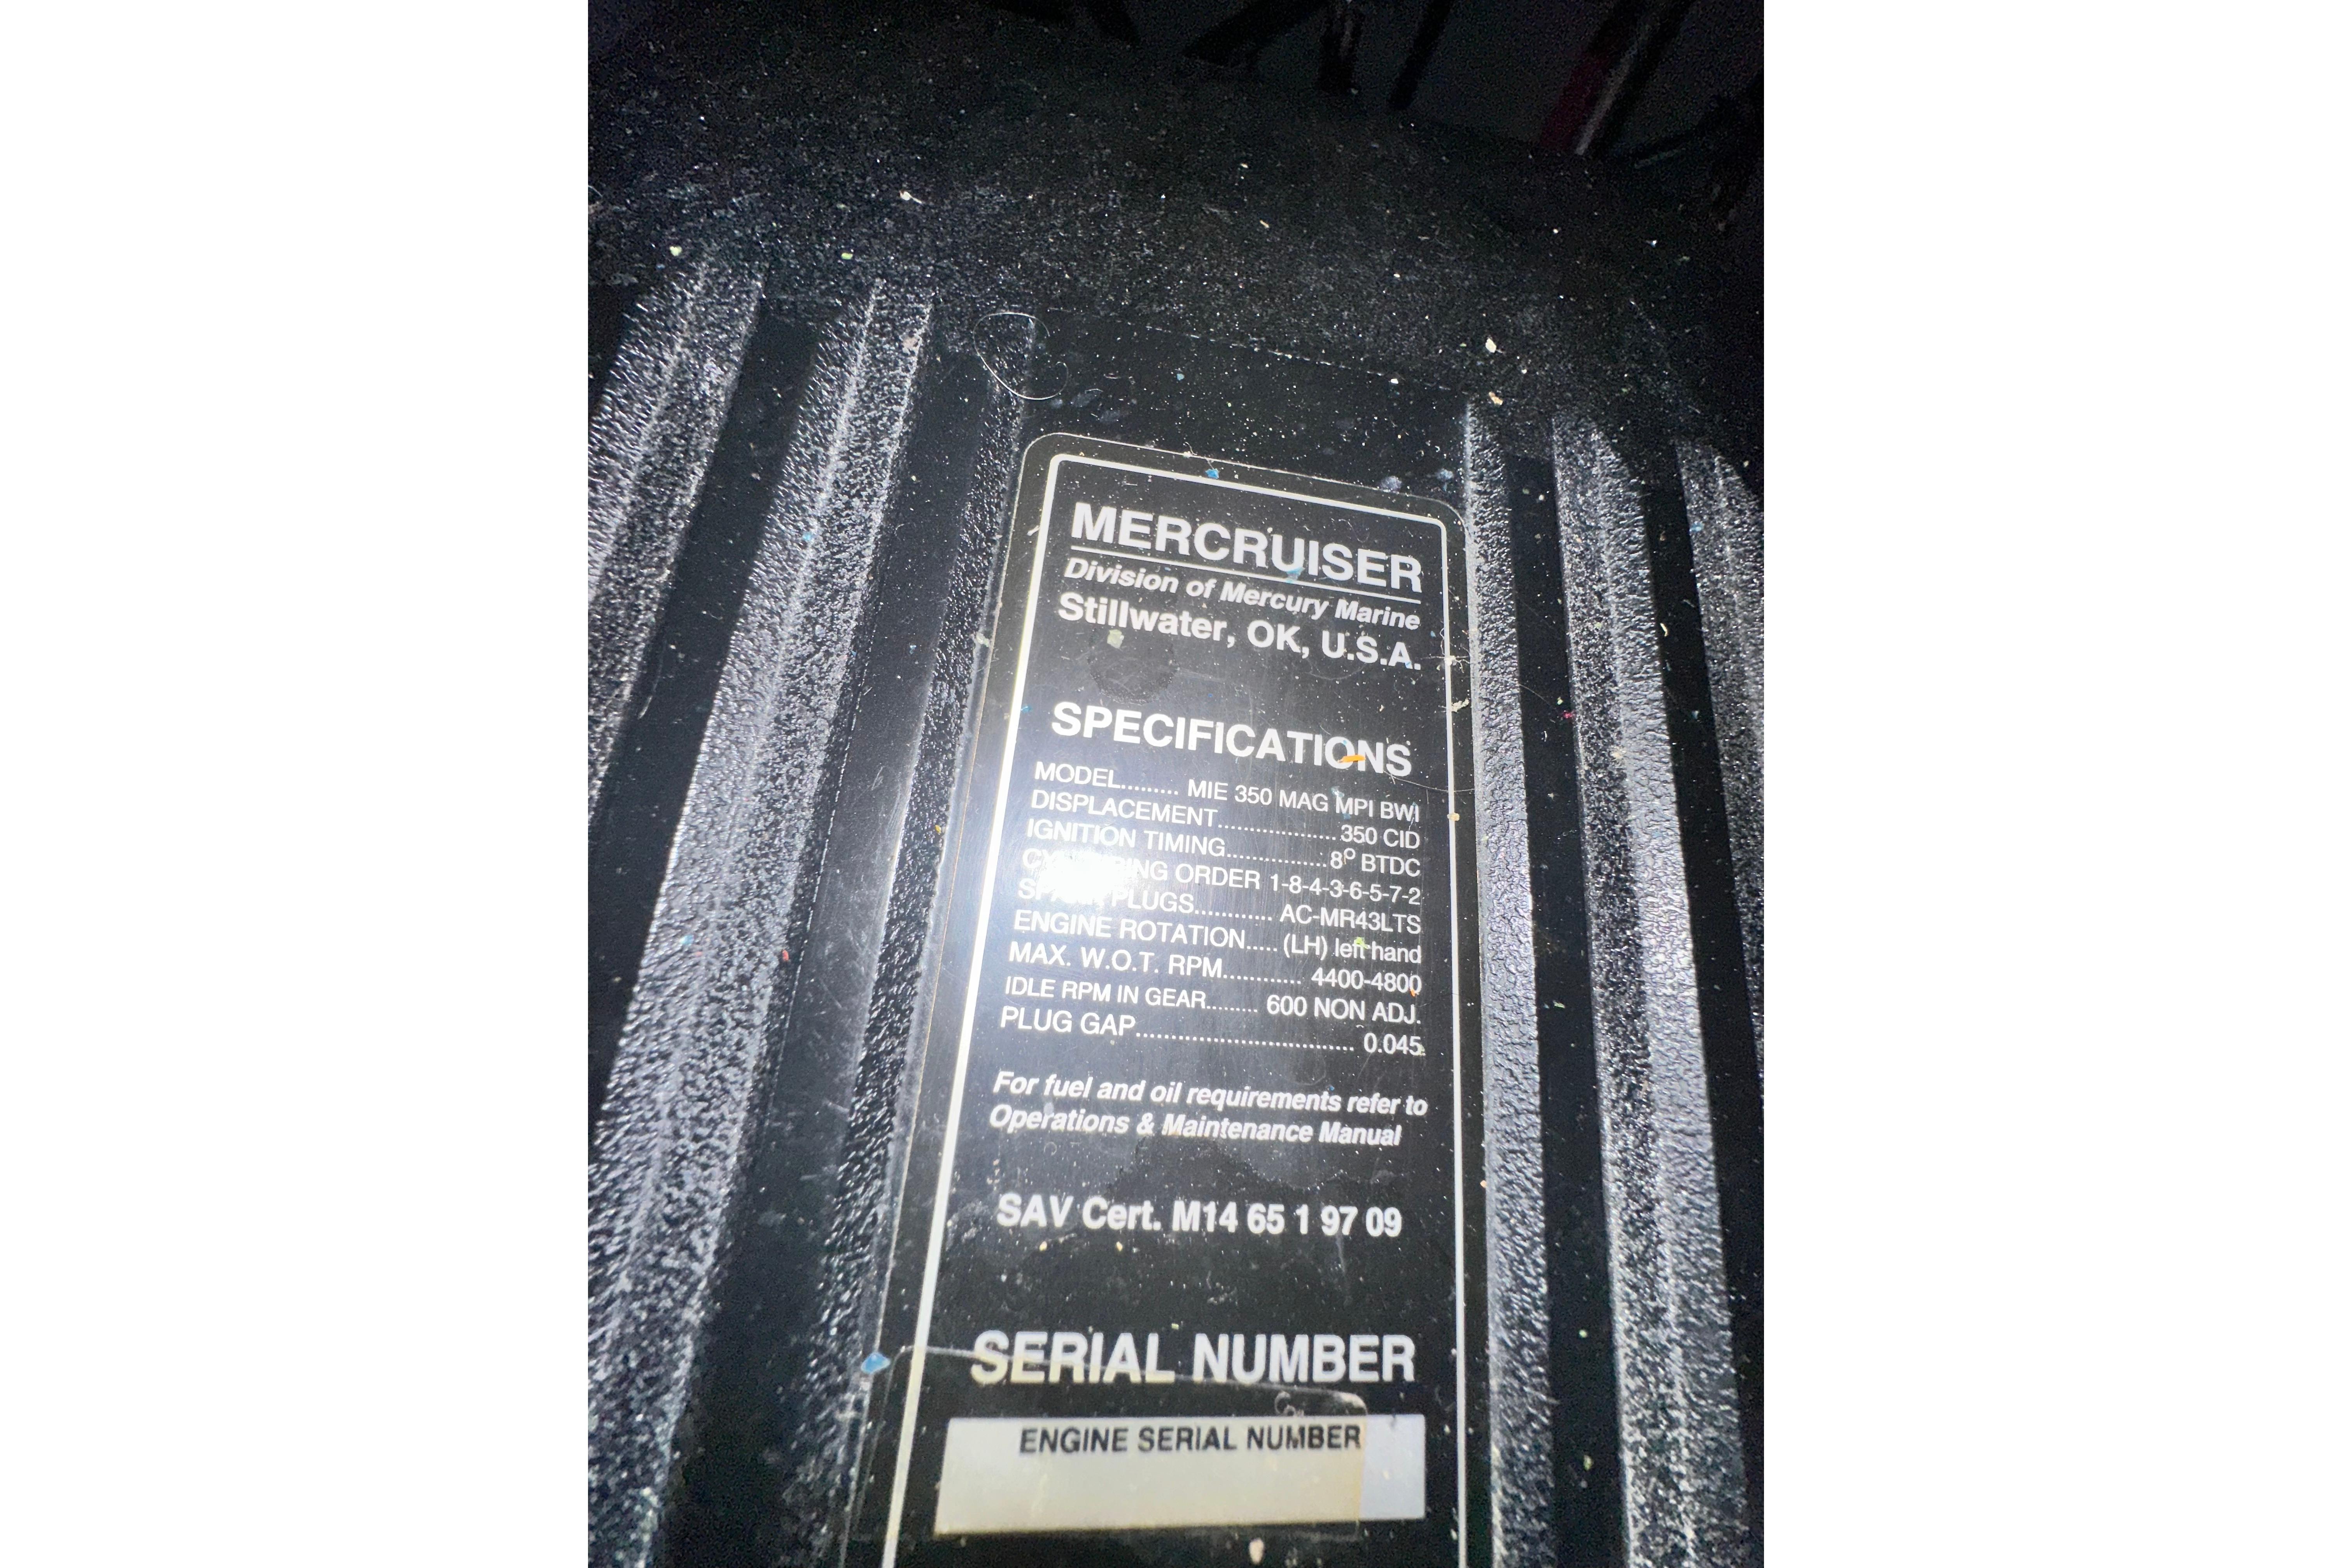 MERCRUISER
Division of Mercury Marine
Stillwater, OK, U.S.A.
SPECIFICATIONS
MODEL......... MIE 350 MAG MPI BWI
DISPLACEMENT................... 350 CID
IGNITION TIMING............... 8° BTDC
ORDER 1-8-4-3-6-5-7-2
PLUGS............ AC-MR43LTS
ENGINE ROTATION..... (LH) left hand
MAX. W.O.T. RPM............ 4400-4800
IDLE RPM IN GEAR........ 600 NON ADJ.
PLUG GAP................................ 0.045
For fuel and oil requirements refer to
Operations & Maintenance Manual
SAV Cert. M14 65 1 97 09
SERIAL NUMBER
ENGINE SERIAL NUMBER